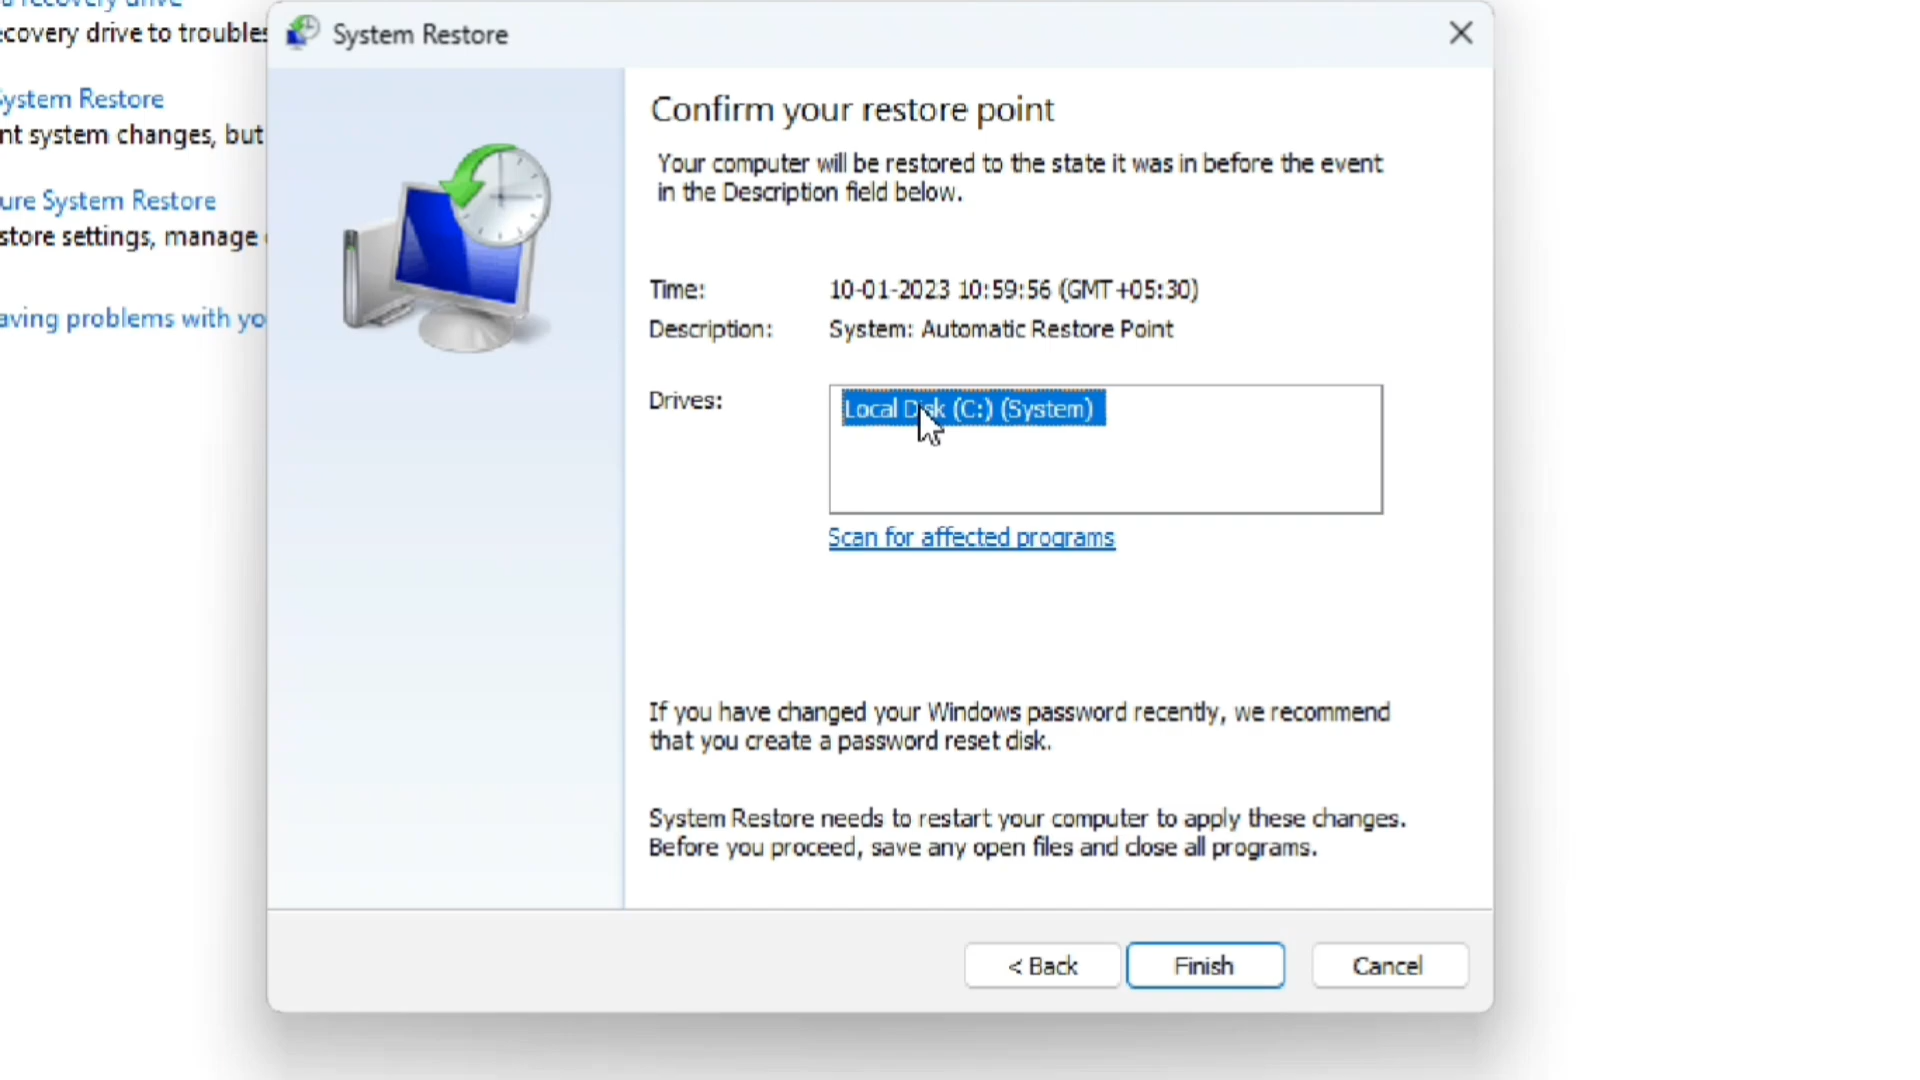 recovery drive
covery drive to troubles
System Restore
System Restore
nt system changes, but
ure System Restore
store settings, manage
aving problems with yo
Confirm your restore point
Your computer will be restored to the state it was in before the event
in the Description field below.
Time: 10-01-2023 10:59:56 (GMT+05:30)
Description: System: Automatic Restore Point
Drives: Local Disk (C:) (System)
Scan for affected programs
If you have changed your Windows password recently, we recommend
that you create a password reset disk.
System Restore needs to restart your computer to apply these changes.
Before you proceed, save any open files and close all programs.
< Back Finish Cancel